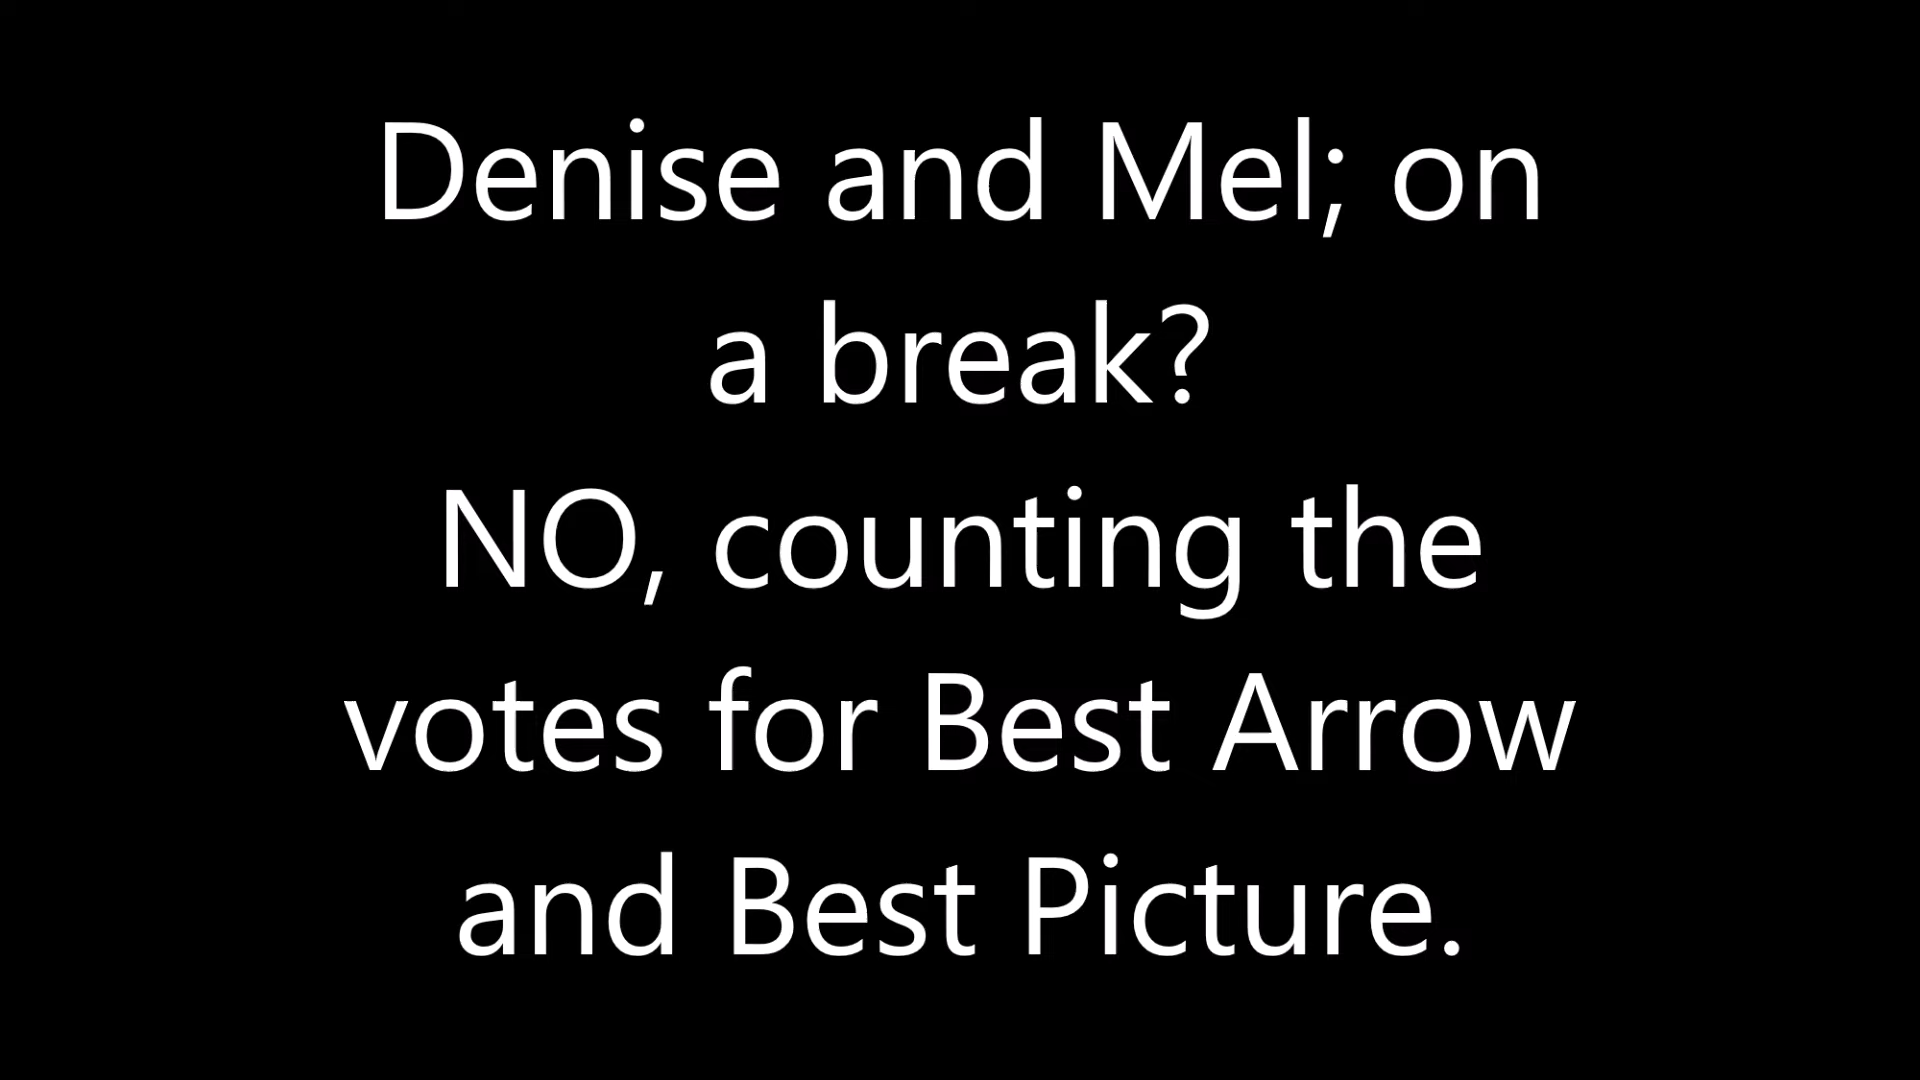 Denise and Mel; on
a break?
NO, counting the
votes for Best Arrow
and Best Picture.